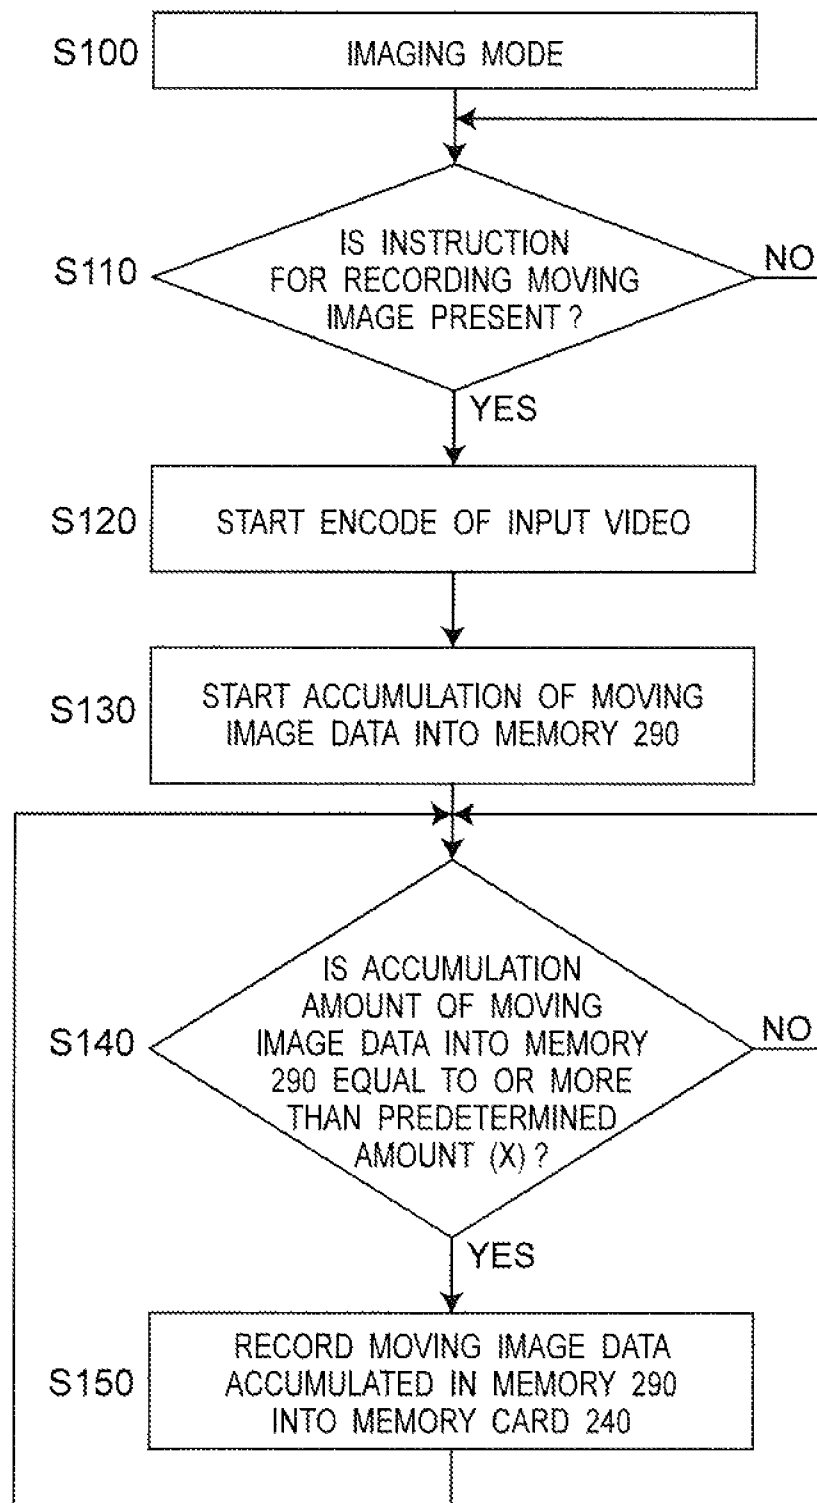 S100
IMAGING MODE
S110
IS INSTRUCTION
FOR RECORDING MOVING
IMAGE PRESENT ?
NO
YES
S120
START ENCODE OF INPUT VIDEO
S130
START ACCUMULATION OF MOVING
IMAGE DATA INTO MEMORY 290
S140
IS ACCUMULATION
AMOUNT OF MOVING
IMAGE DATA INTO MEMORY
290 EQUAL TO OR MORE
THAN PREDETERMINED
AMOUNT (X) ?
NO
YES
S150
RECORD MOVING IMAGE DATA
ACCUMULATED IN MEMORY 290
INTO MEMORY CARD 240